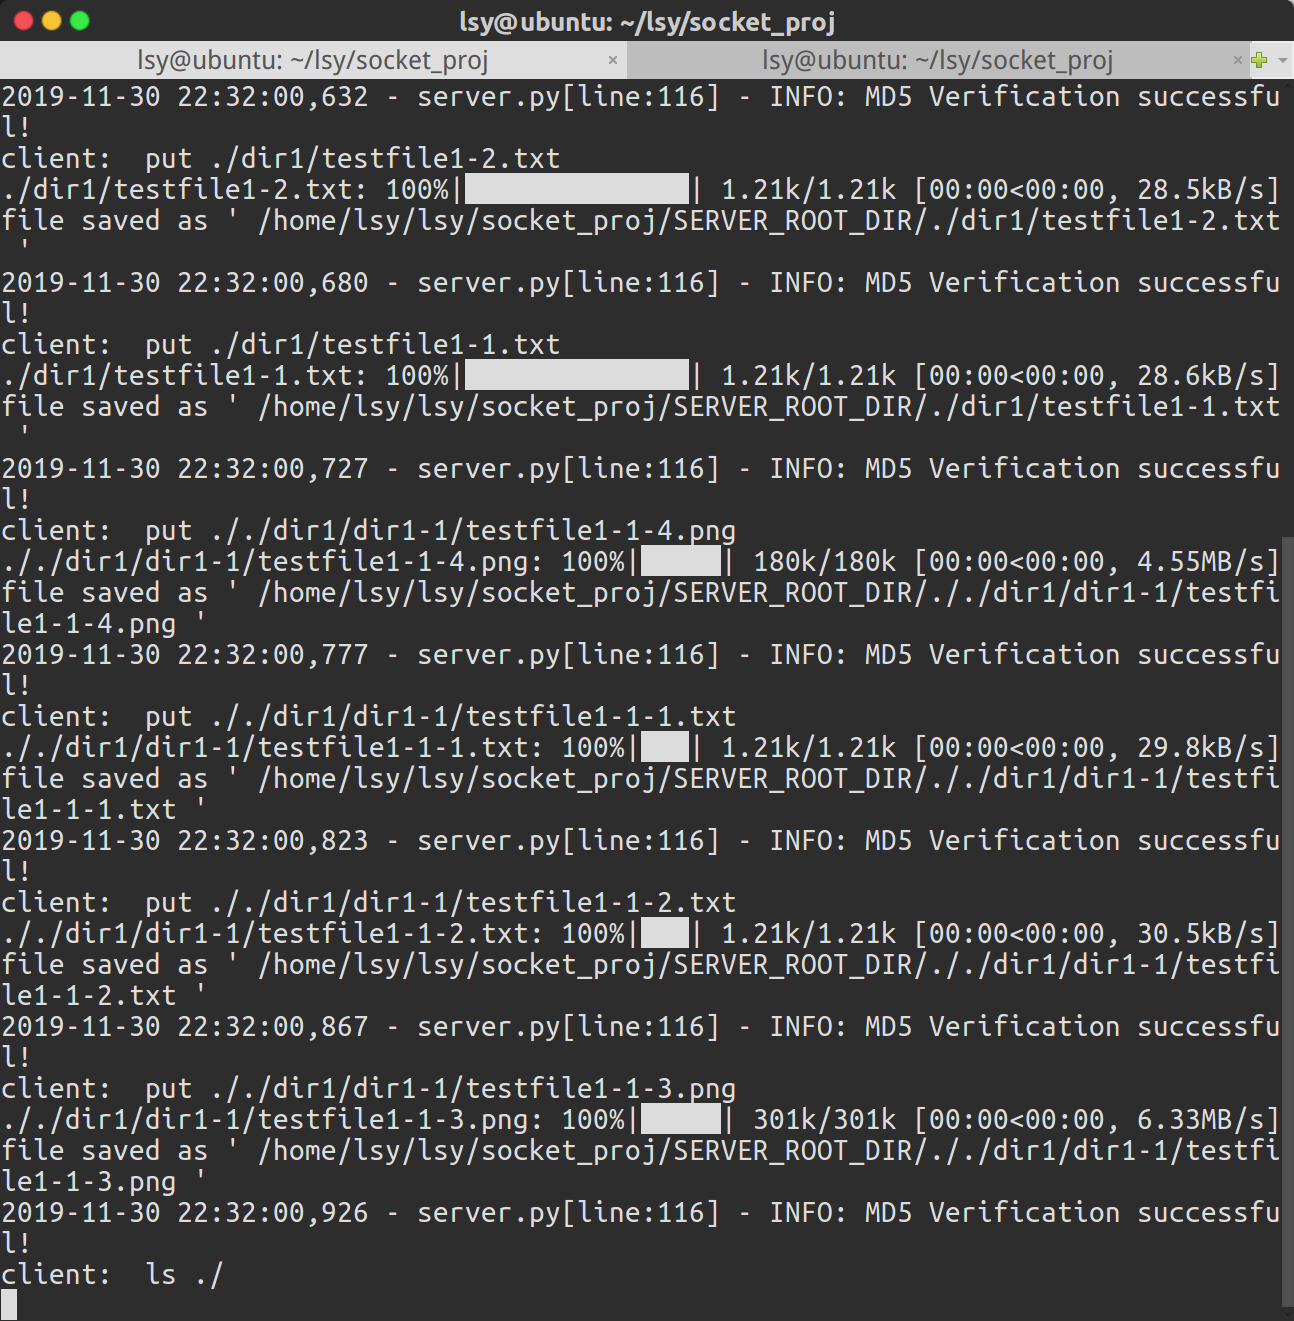 lsy@ubuntu: ~/lsy/socket_proj
lsy@ubuntu: ~/lsy/socket_proj × lsy@ubuntu: ~/lsy/socket_proj ×
2019-11-30 22:32:00,632 - server.py[line:116] - INFO: MD5 Verification successfu
l!
client:  put ./dir1/testfile1-2.txt
./dir1/testfile1-2.txt: 100%|██████████████| 1.21k/1.21k [00:00<00:00, 28.5kB/s]
file saved as ' /home/lsy/lsy/socket_proj/SERVER_ROOT_DIR/./dir1/testfile1-2.txt
 '
2019-11-30 22:32:00,680 - server.py[line:116] - INFO: MD5 Verification successfu
l!
client:  put ./dir1/testfile1-1.txt
./dir1/testfile1-1.txt: 100%|██████████████| 1.21k/1.21k [00:00<00:00, 28.6kB/s]
file saved as ' /home/lsy/lsy/socket_proj/SERVER_ROOT_DIR/./dir1/testfile1-1.txt
 '
2019-11-30 22:32:00,727 - server.py[line:116] - INFO: MD5 Verification successfu
l!
client:  put ././dir1/dir1-1/testfile1-1-4.png
././dir1/dir1-1/testfile1-1-4.png: 100%|█████| 180k/180k [00:00<00:00, 4.55MB/s]
file saved as ' /home/lsy/lsy/socket_proj/SERVER_ROOT_DIR/././dir1/dir1-1/testfi
le1-1-4.png '
2019-11-30 22:32:00,777 - server.py[line:116] - INFO: MD5 Verification successfu
l!
client:  put ././dir1/dir1-1/testfile1-1-1.txt
././dir1/dir1-1/testfile1-1-1.txt: 100%|███| 1.21k/1.21k [00:00<00:00, 29.8kB/s]
file saved as ' /home/lsy/lsy/socket_proj/SERVER_ROOT_DIR/././dir1/dir1-1/testfi
le1-1-1.txt '
2019-11-30 22:32:00,823 - server.py[line:116] - INFO: MD5 Verification successfu
l!
client:  put ././dir1/dir1-1/testfile1-1-2.txt
././dir1/dir1-1/testfile1-1-2.txt: 100%|███| 1.21k/1.21k [00:00<00:00, 30.5kB/s]
file saved as ' /home/lsy/lsy/socket_proj/SERVER_ROOT_DIR/././dir1/dir1-1/testfi
le1-1-2.txt '
2019-11-30 22:32:00,867 - server.py[line:116] - INFO: MD5 Verification successfu
l!
client:  put ././dir1/dir1-1/testfile1-1-3.png
././dir1/dir1-1/testfile1-1-3.png: 100%|█████| 301k/301k [00:00<00:00, 6.33MB/s]
file saved as ' /home/lsy/lsy/socket_proj/SERVER_ROOT_DIR/././dir1/dir1-1/testfi
le1-1-3.png '
2019-11-30 22:32:00,926 - server.py[line:116] - INFO: MD5 Verification successfu
l!
client:  ls ./